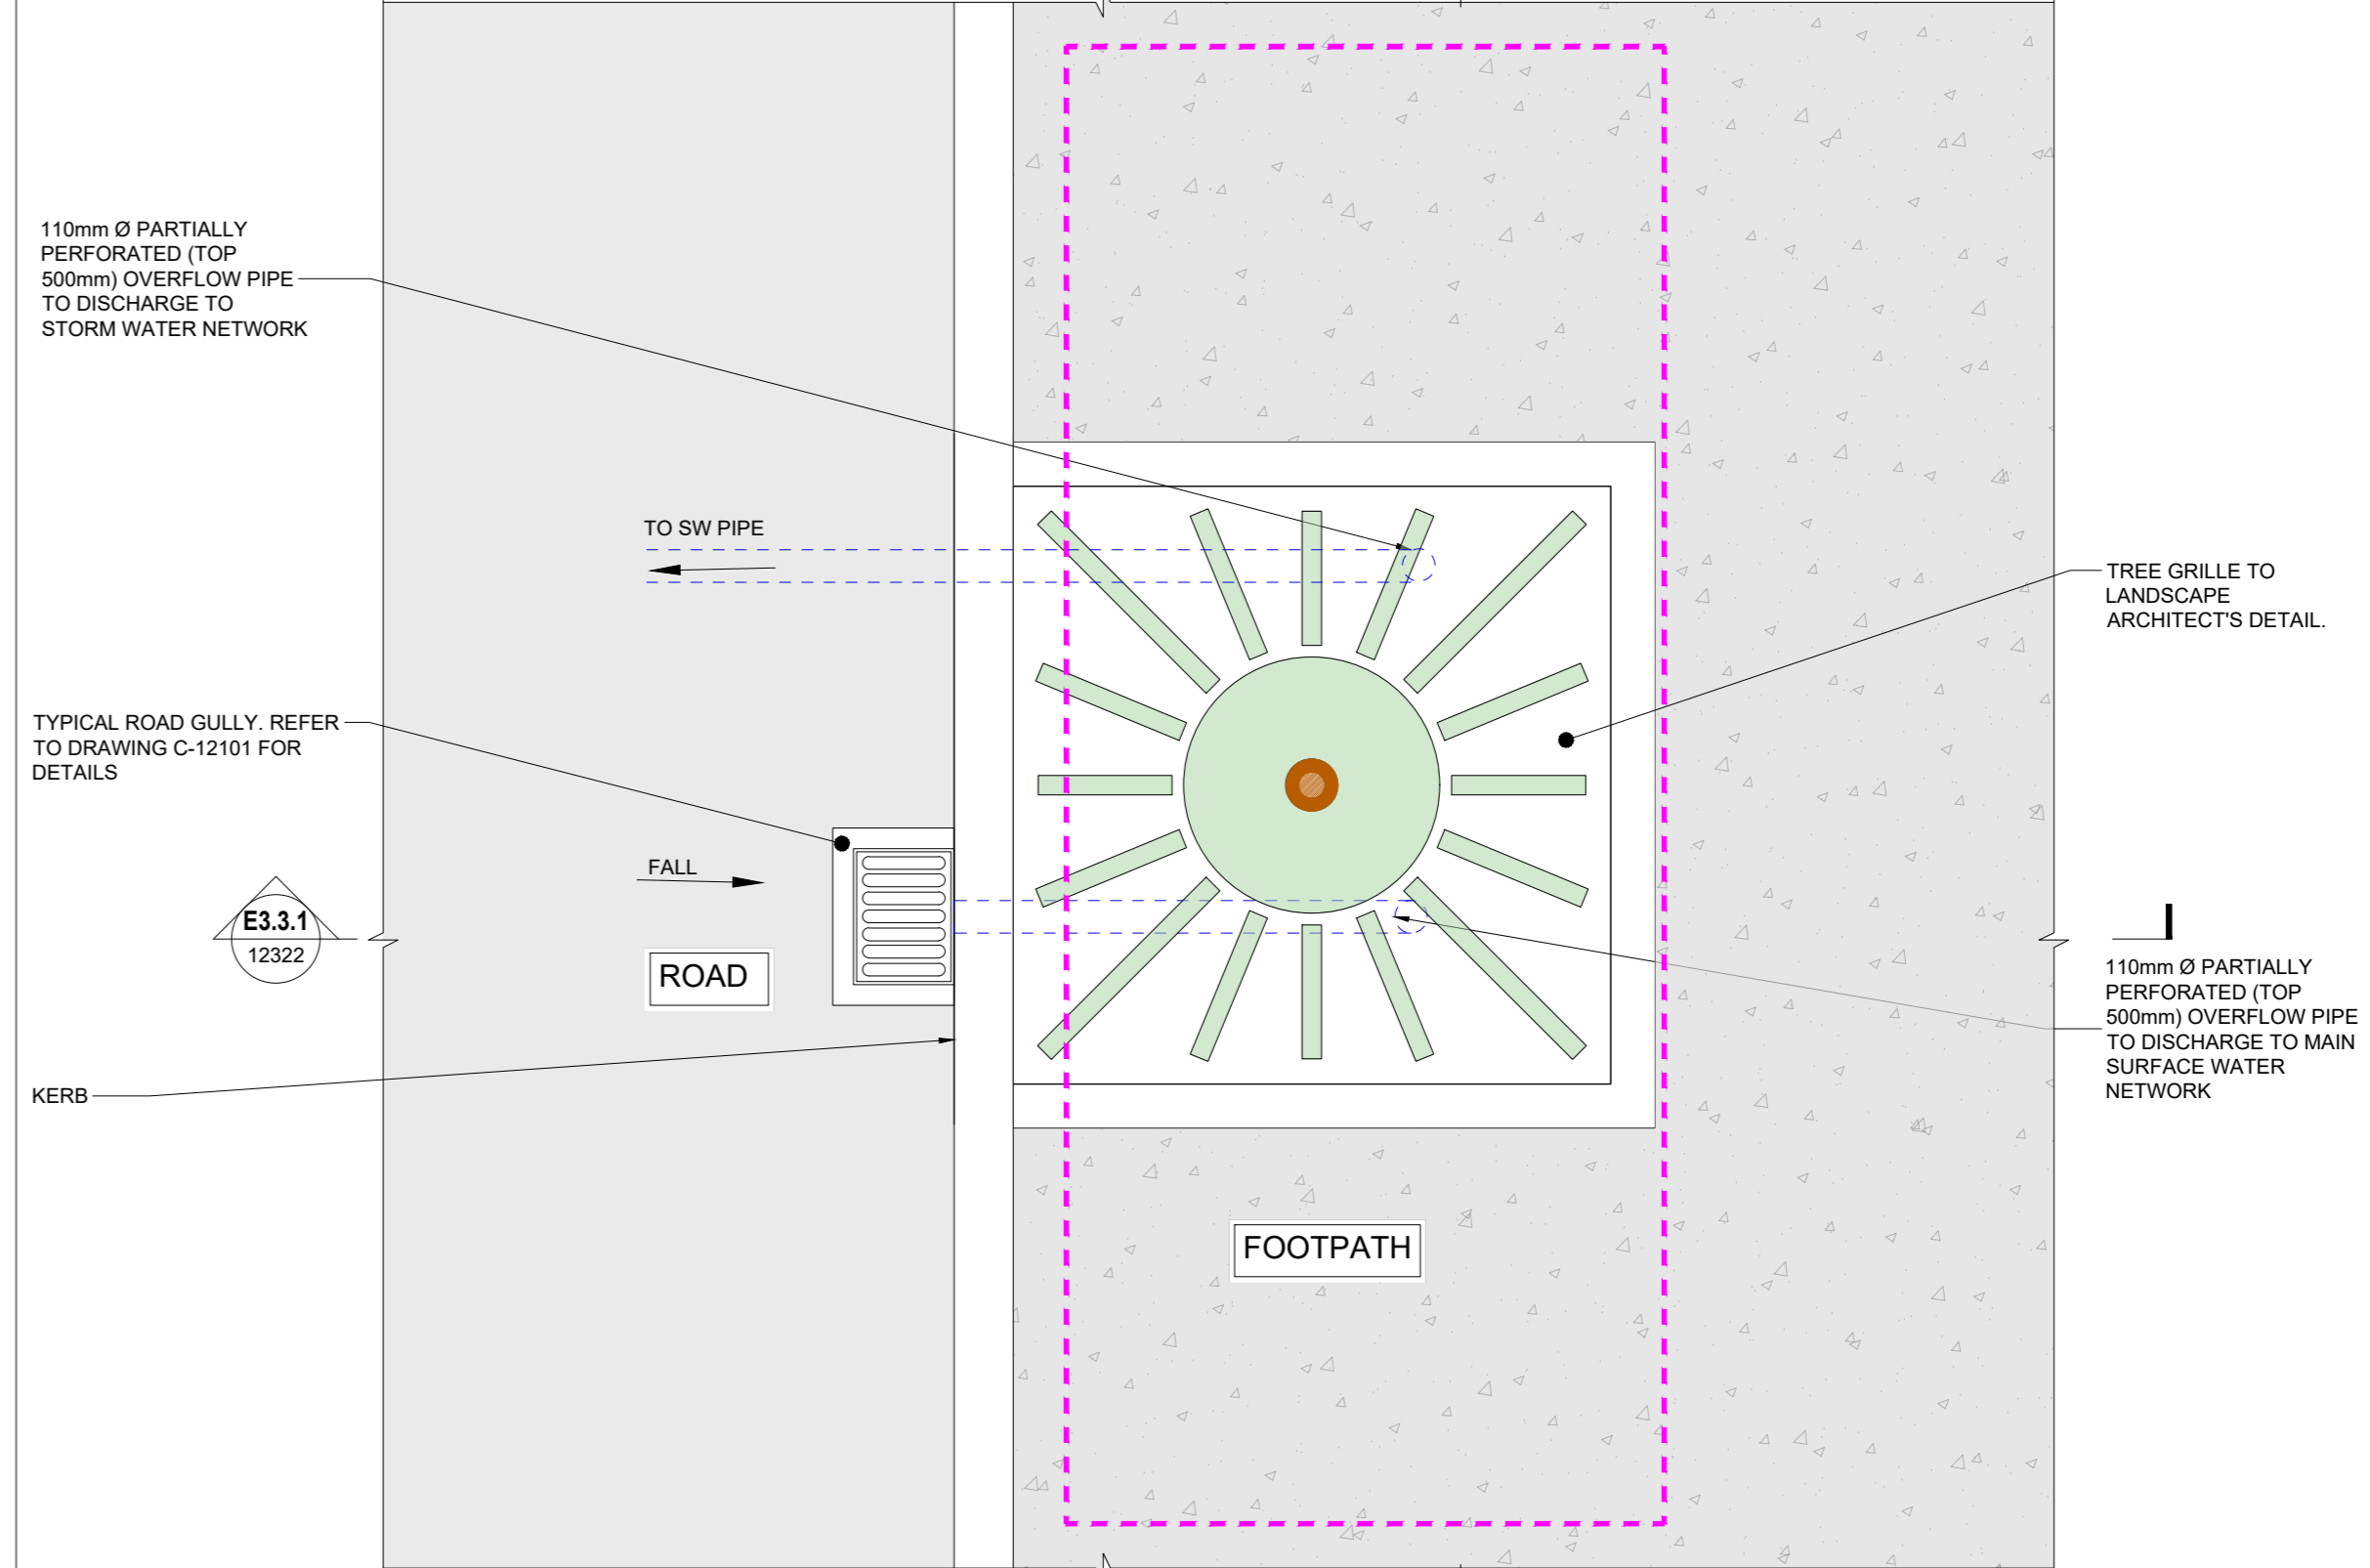 110mm Ø PARTIALLY
PERFORATED (TOP
500mm) OVERFLOW PIPE
TO DISCHARGE TO
STORM WATER NETWORK
TO SW PIPE
TREE GRILLE TO
LANDSCAPE
ARCHITECT'S DETAIL.
TYPICAL ROAD GULLY. REFER
TO DRAWING C-12101 FOR
DETAILS
FALL
E3.3.1
12322
ROAD
110mm Ø PARTIALLY
PERFORATED (TOP
500mm) OVERFLOW PIPE
TO DISCHARGE TO MAIN
SURFACE WATER
NETWORK
KERB
FOOTPATH